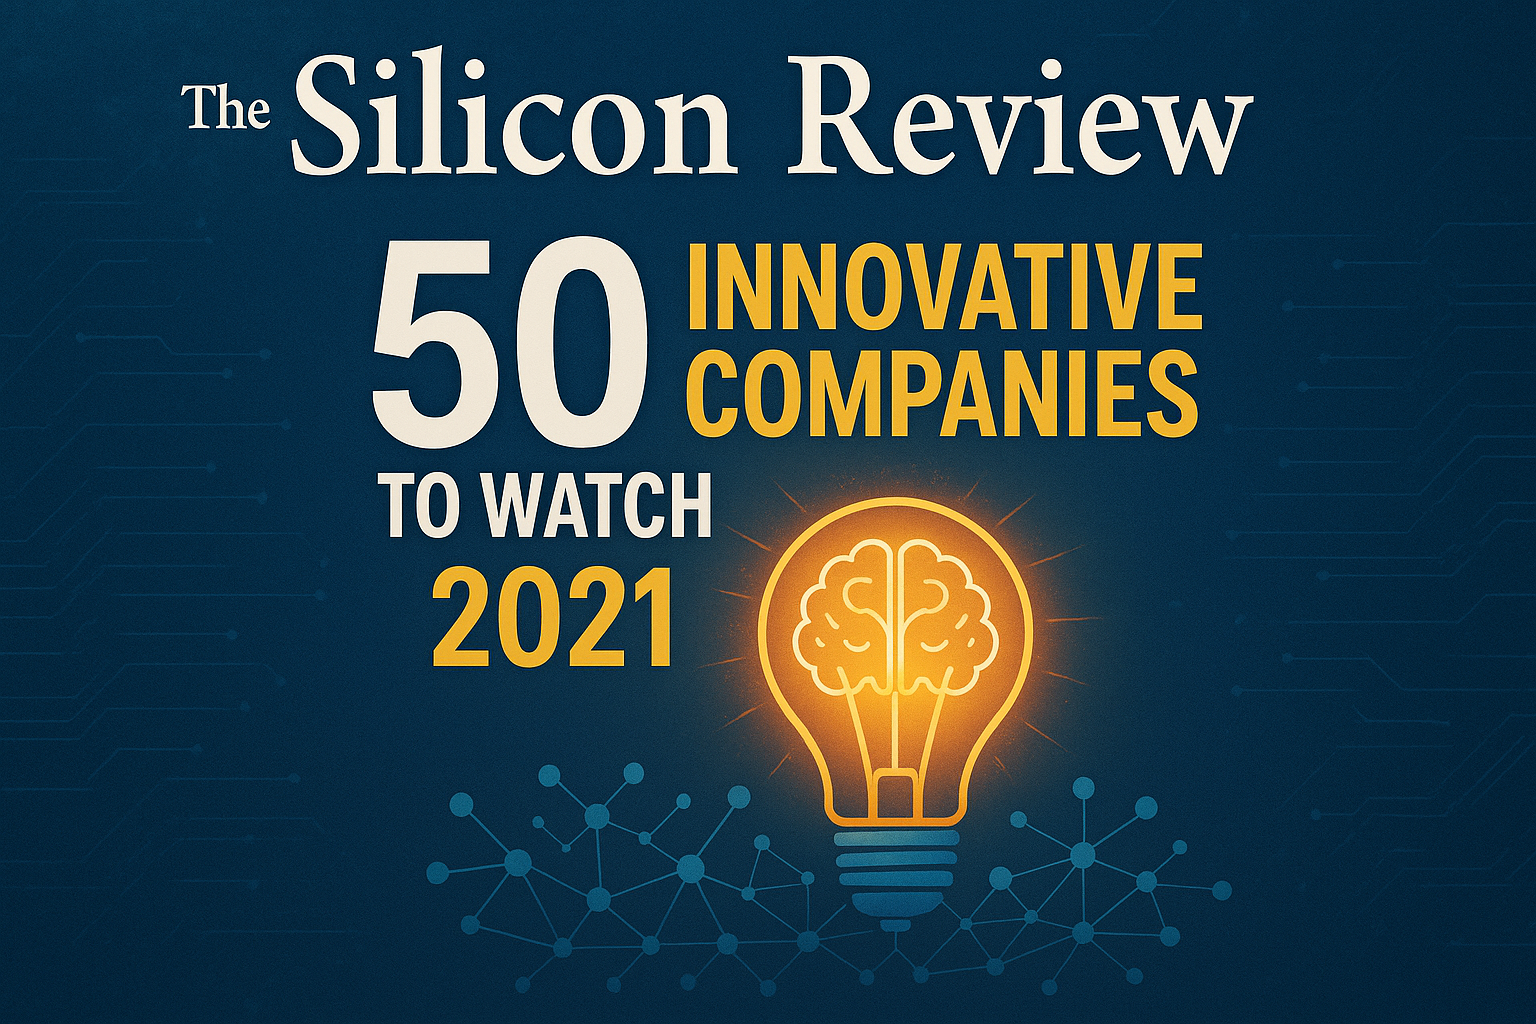 The Silicon Review
50 INNOVATIVE
COMPANIES
TO WATCH
2021